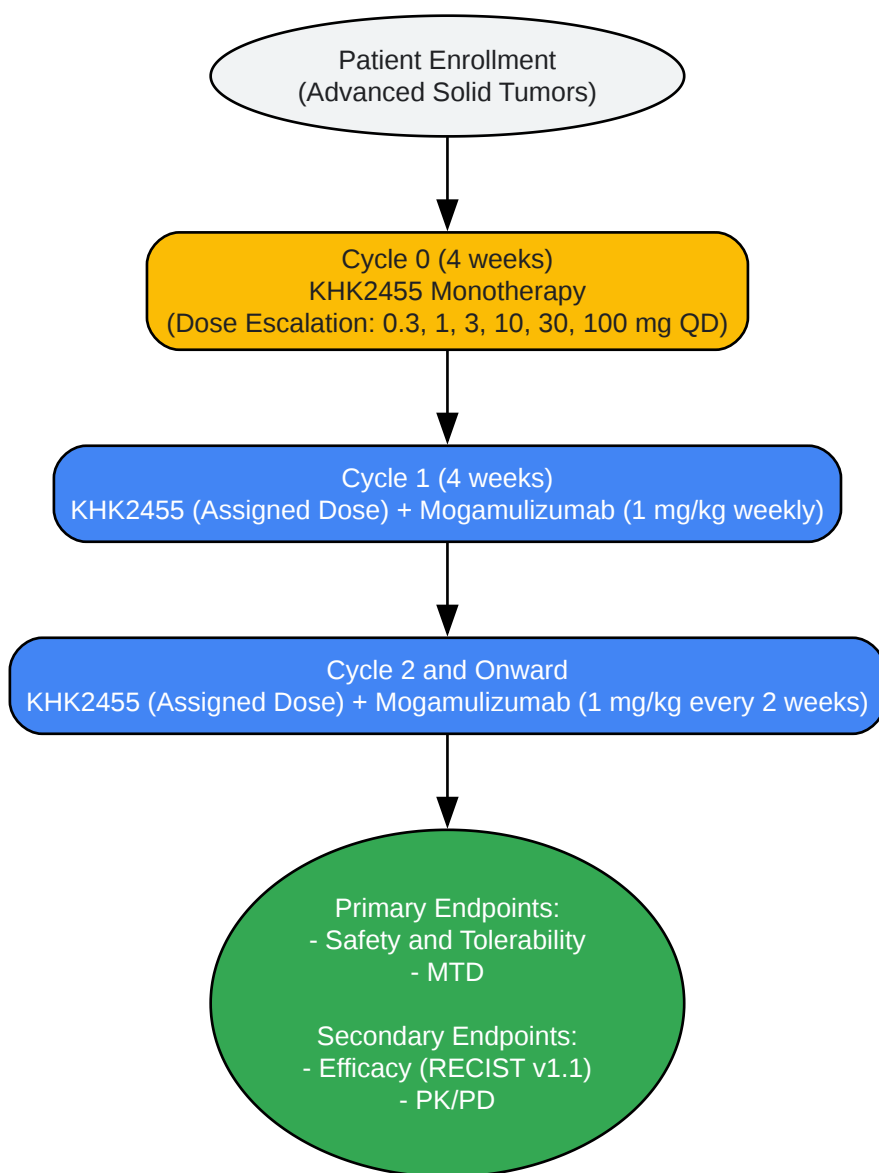 Patient Enrollment
(Advanced Solid Tumors)
Cycle 0 (4 weeks)
KHK2455 Monotherapy
(Dose Escalation: 0.3, 1, 3, 10, 30, 100 mg QD)
Cycle 1 (4 weeks)
KHK2455 (Assigned Dose) + Mogamulizumab (1 mg/kg weekly)
Cycle 2 and Onward
KHK2455 (Assigned Dose) + Mogamulizumab (1 mg/kg every 2 weeks)
Primary Endpoints:
- Safety and Tolerability
- MTD
Secondary Endpoints:
- Efficacy (RECIST v1.1)
- PK/PD